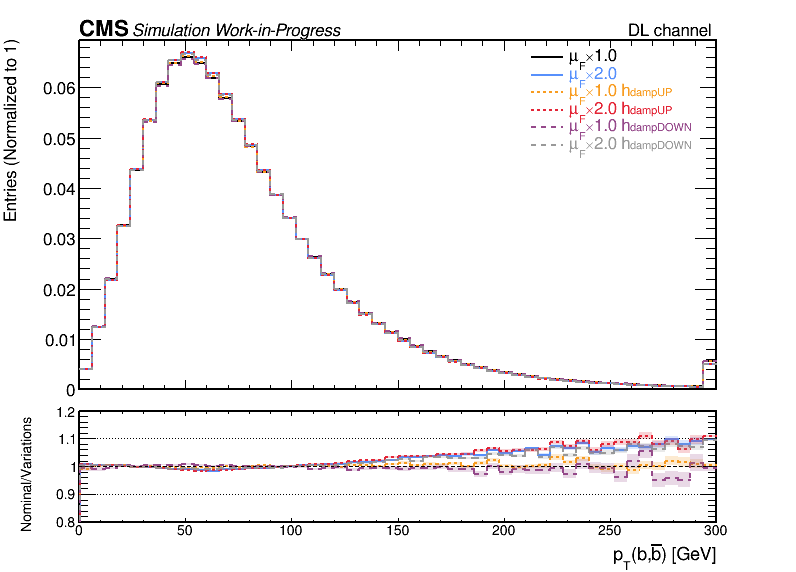 CMS Simulation Work-in-Progress DL channel
Entries (Normalized to 1)
μF×1.0
μF×2.0
μF×1.0 hdampUP
μF×2.0 hdampUP
μF×1.0 hdampDOWN
μF×2.0 hdampDOWN
0.06
0.05
0.04
0.03
0.02
0.01
0
Nominal/Variations
1.2
1.1
1
0.9
0.8
0 50 100 150 200 250 300
pT(b,b̅) [GeV]